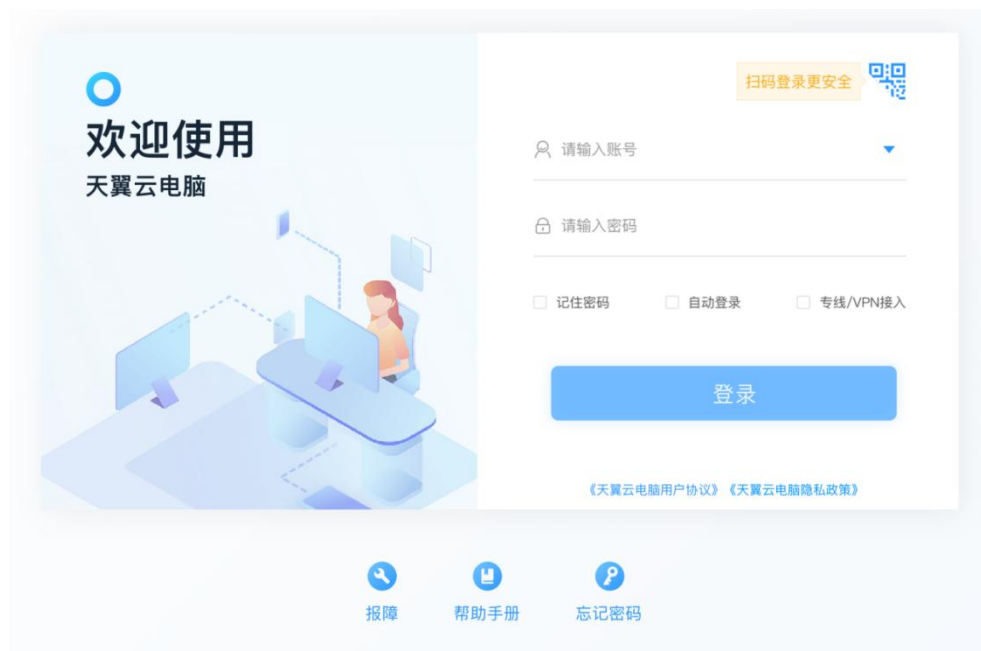 欢迎使用
天翼云电脑
扫码登录更安全
请输入账号
请输入密码
记住密码 自动登录 专线/VPN接入
登录
《天翼云电脑用户协议》《天翼云电脑隐私政策》
报障 帮助手册 忘记密码